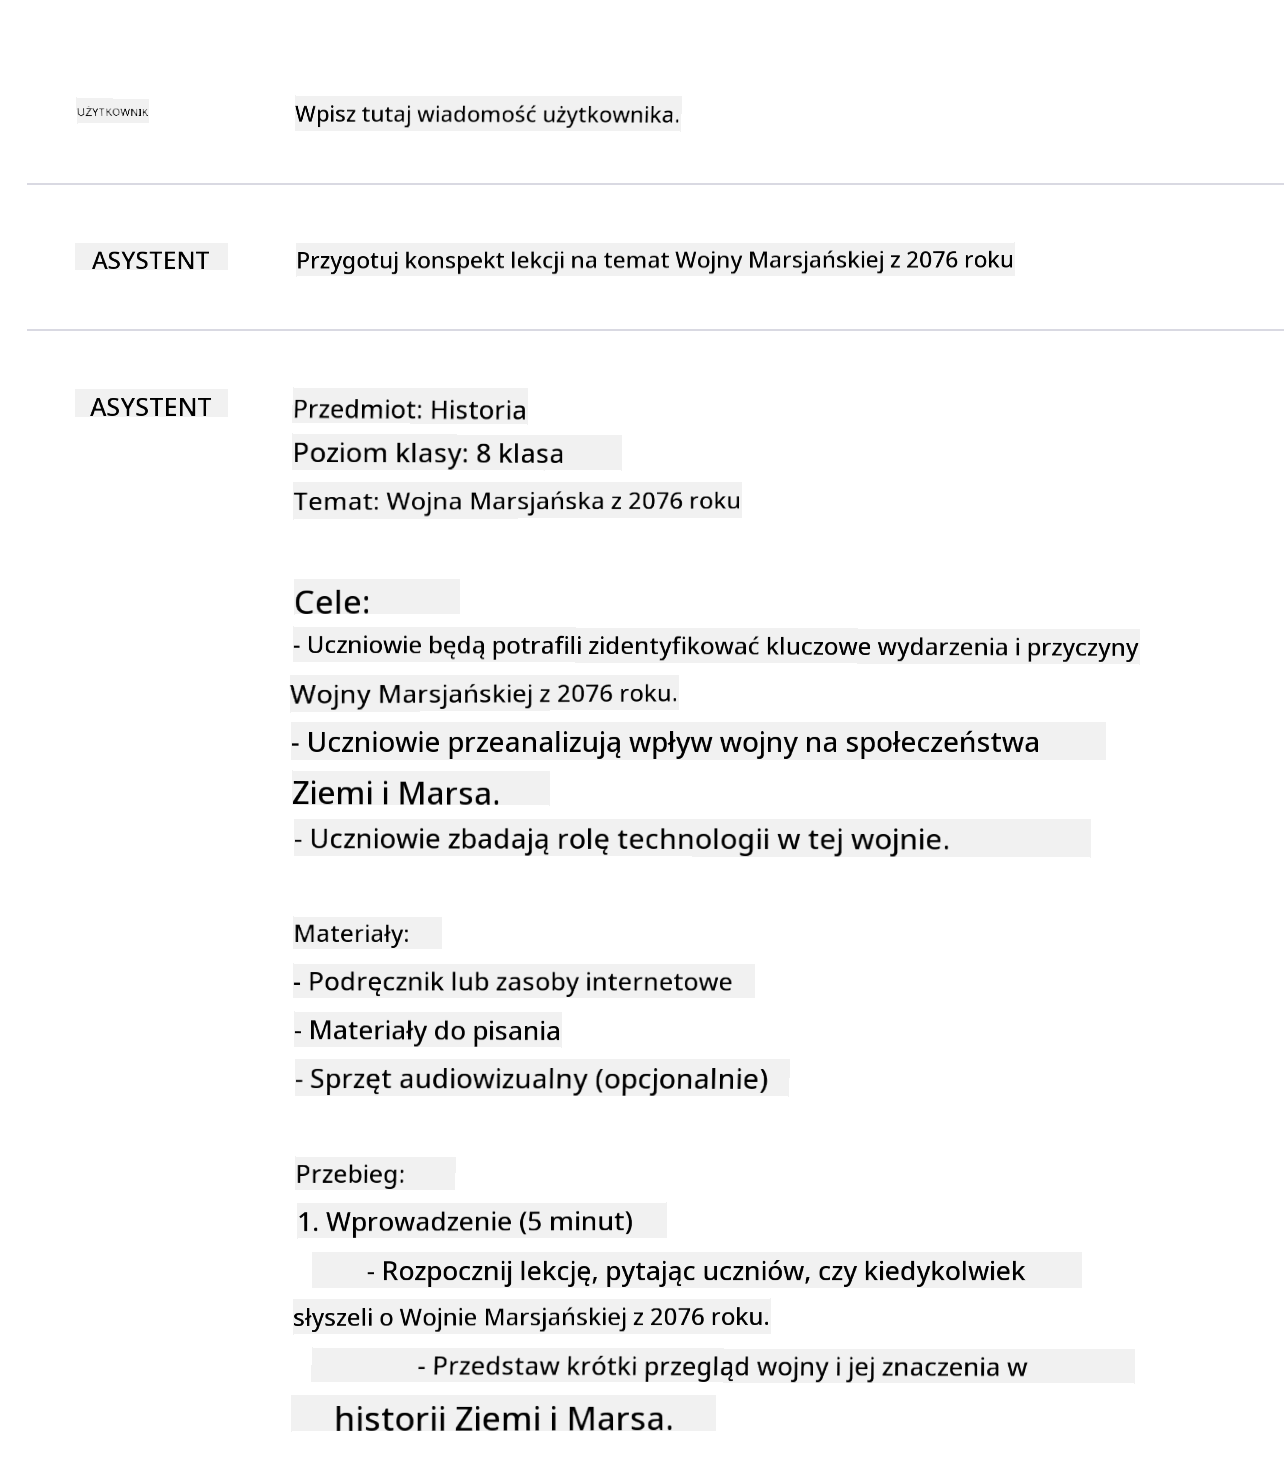 UŻYTKOWNIK
Wpisz tutaj wiadomość użytkownika.
ASYSTENT
Przygotuj konspekt lekcji na temat Wojny Marsjańskiej z 2076 roku
ASYSTENT
Przedmiot: Historia
Poziom klasy: 8 klasa
Temat: Wojna Marsjańska z 2076 roku
Cele:
- Uczniowie będą potrafili zidentyfikować kluczowe wydarzenia i przyczyny
Wojny Marsjańskiej z 2076 roku.
- Uczniowie przeanalizują wpływ wojny na społeczeństwa
Ziemi i Marsa.
- Uczniowie zbadają rolę technologii w tej wojnie.
Materiały:
- Podręcznik lub zasoby internetowe
- Materiały do pisania
- Sprzęt audiowizualny (opcjonalnie)
Przebieg:
1. Wprowadzenie (5 minut)
- Rozpocznij lekcję, pytając uczniów, czy kiedykolwiek
słyszeli o Wojnie Marsjańskiej z 2076 roku.
- Przedstaw krótki przegląd wojny i jej znaczenia w
historii Ziemi i Marsa.